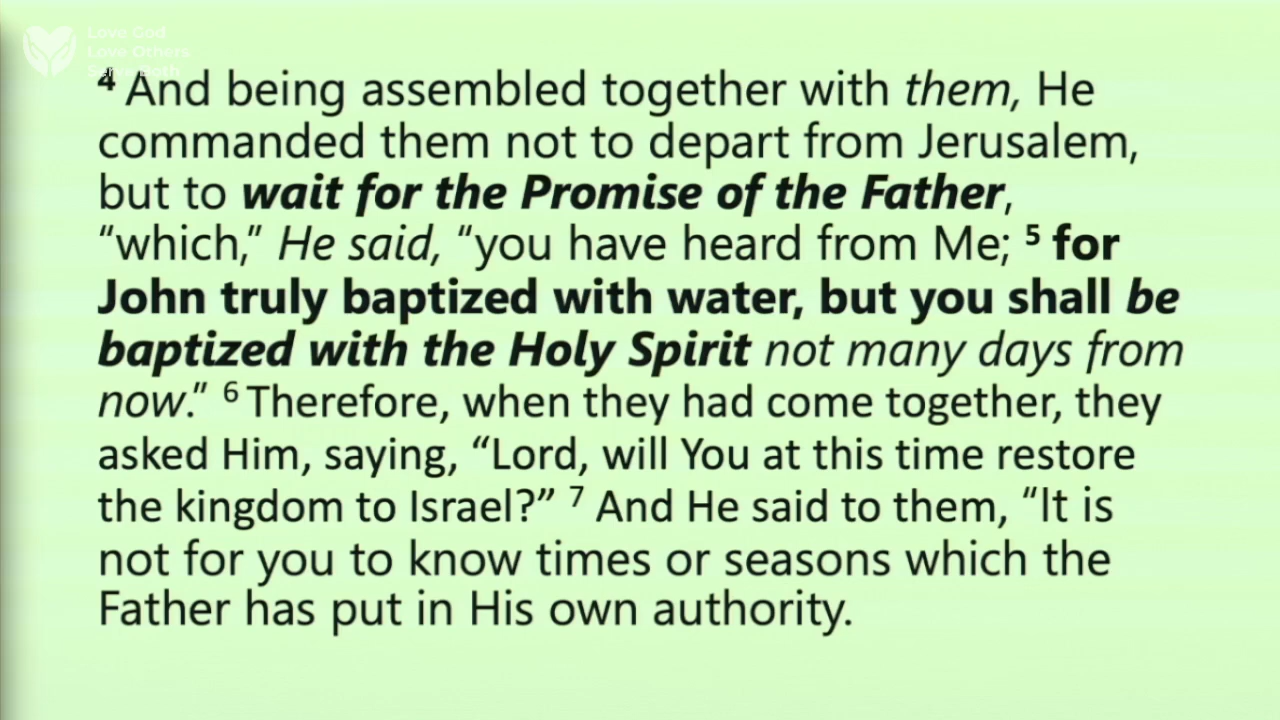 Love God
Love Others
Serve Both
⁴ And being assembled together with them, He
commanded them not to depart from Jerusalem,
but to wait for the Promise of the Father,
“which,” He said, “you have heard from Me; ⁵ for
John truly baptized with water, but you shall be
baptized with the Holy Spirit not many days from
now.” ⁶ Therefore, when they had come together, they
asked Him, saying, “Lord, will You at this time restore
the kingdom to Israel?” ⁷ And He said to them, “It is
not for you to know times or seasons which the
Father has put in His own authority.